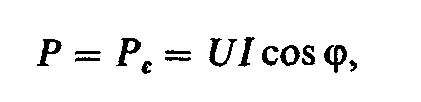 P = P_c = UI cos φ,